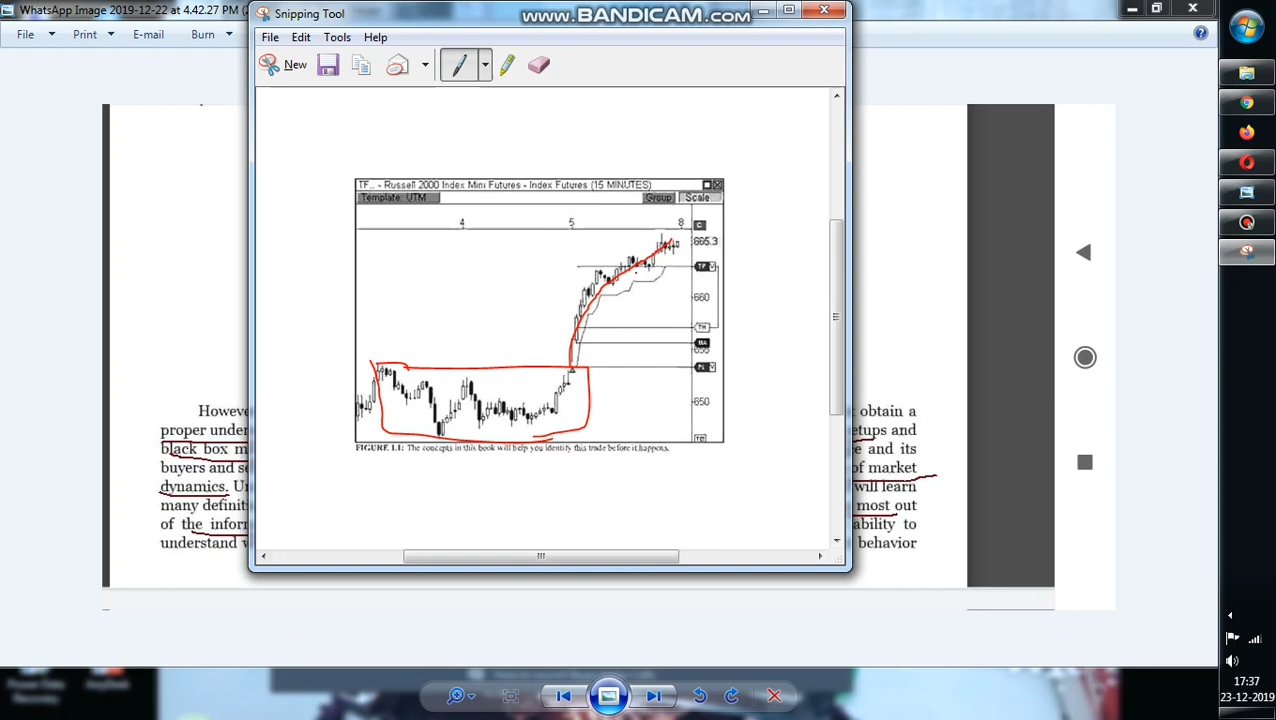 WhatsApp Image 2019-12-22 at 4.42.27 PM (2
Snipping Tool
www.BANDICAM.com
File Print E-mail Burn
File Edit Tools Help
New
TF.. - Russell 2000 Index Mini Futures - Index Futures (15 MINUTES)
Template: UTM
Group Scale
4 5 8
665.3
660
650
FIGURE 1.1: The concepts in this book will help you identify this trade before it happens.
However
obtain a
proper under
etups and
black box m
e and its
buyers and se
of market
dynamics. U
will learn
many definit
most out
of the inform
ability to
understand w
behavior
Recovery
AnyDesk
17:37
23-12-2019